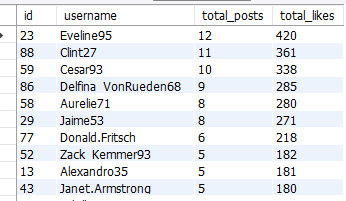 id username total_posts total_likes
23 Eveline95 12 420
88 Clint27 11 361
59 Cesar93 10 338
86 Delfina_VonRueden68 9 285
58 Aurelie71 8 280
29 Jaime53 8 271
77 Donald.Fritsch 6 218
52 Zack_Kemmer93 5 182
13 Alexandro35 5 181
43 Janet.Armstrong 5 180